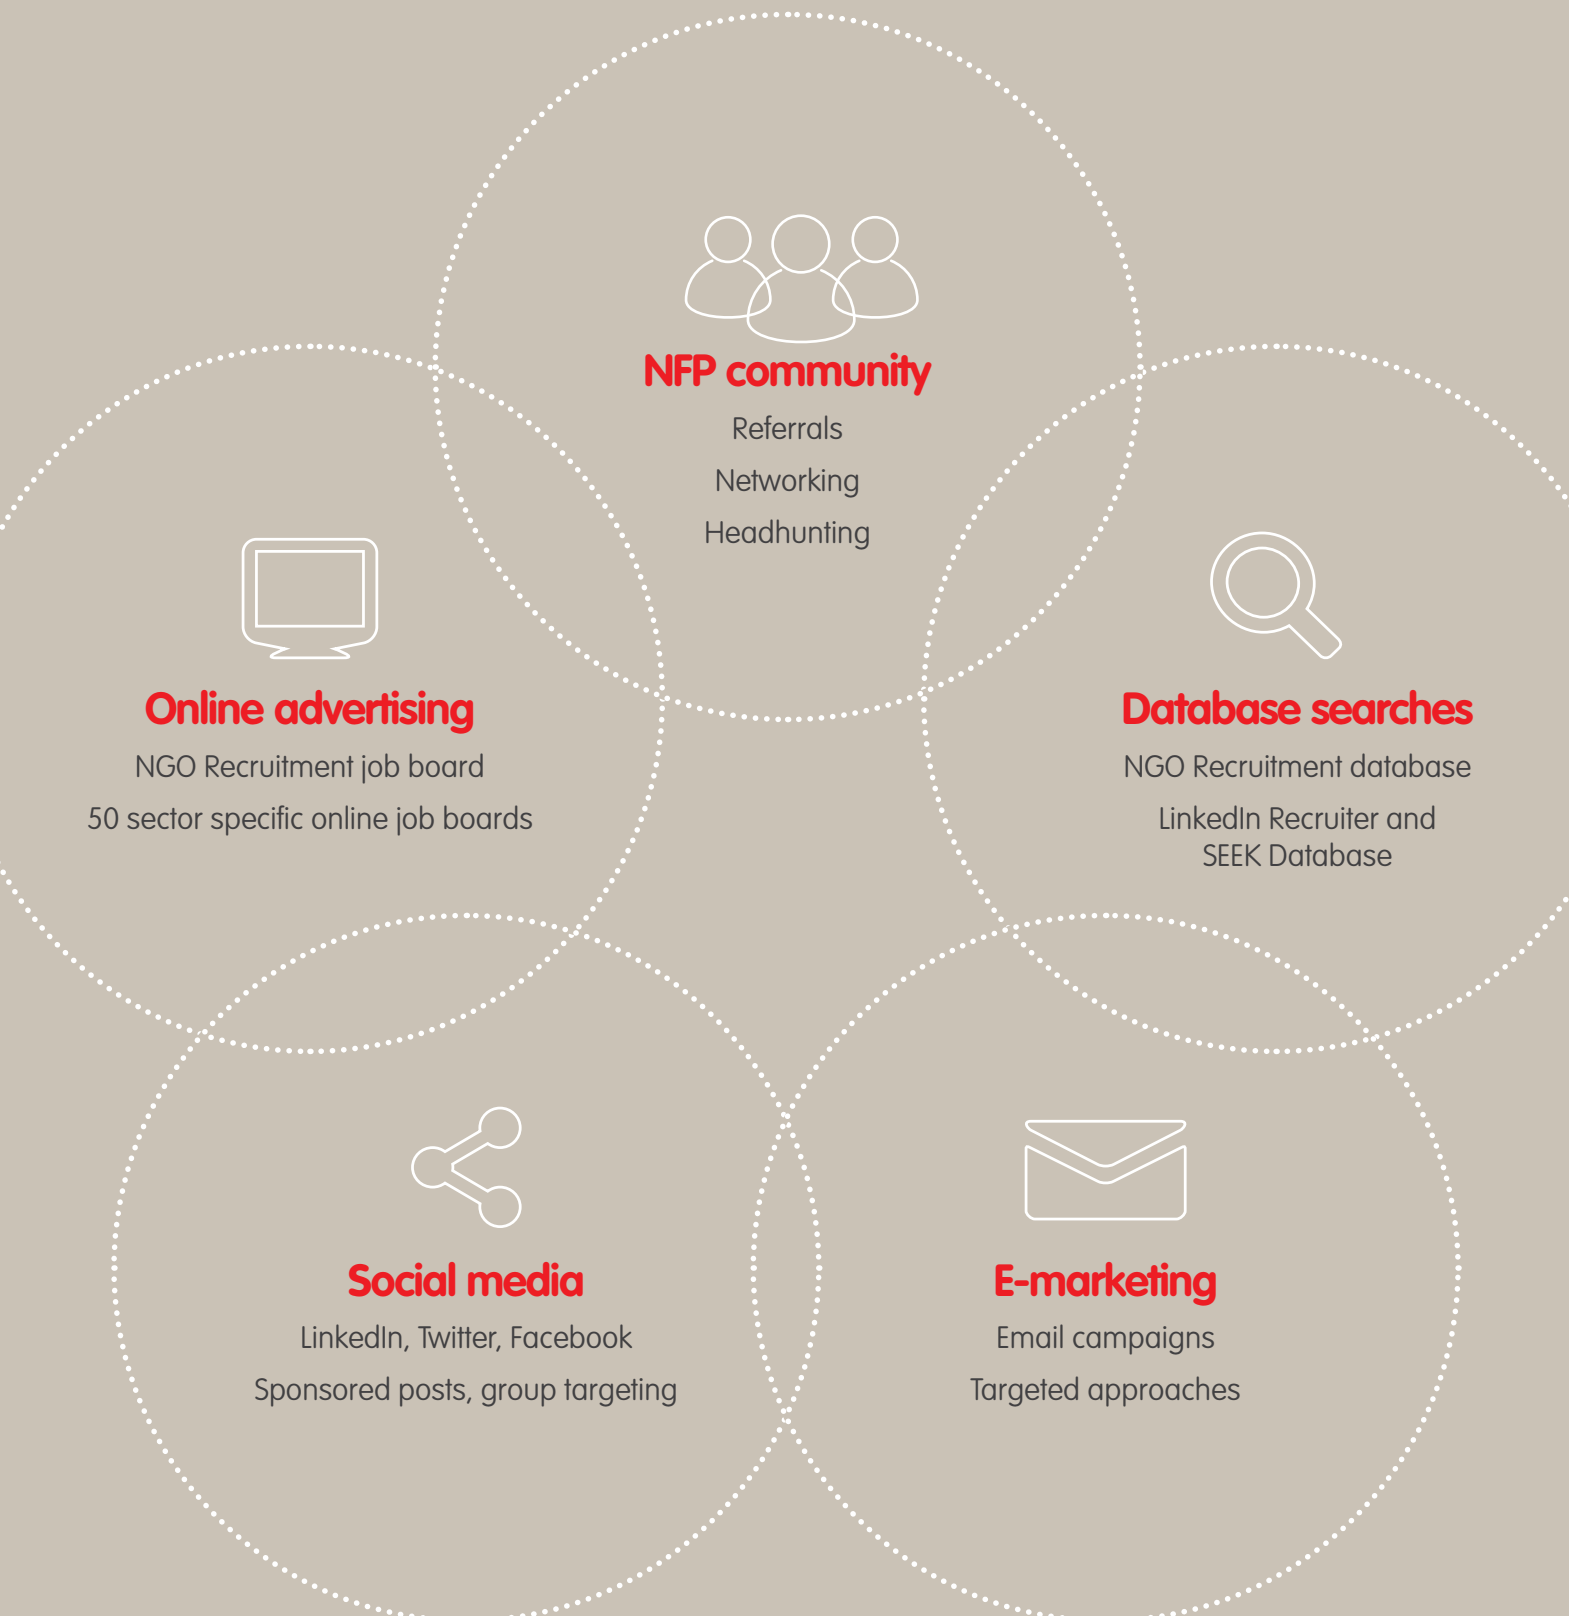 NFP community
Referrals
Networking
Headhunting
Online advertising
NGO Recruitment job board
50 sector specific online job boards
Database searches
NGO Recruitment database
LinkedIn Recruiter and
SEEK Database
Social media
LinkedIn, Twitter, Facebook
Sponsored posts, group targeting
E-marketing
Email campaigns
Targeted approaches